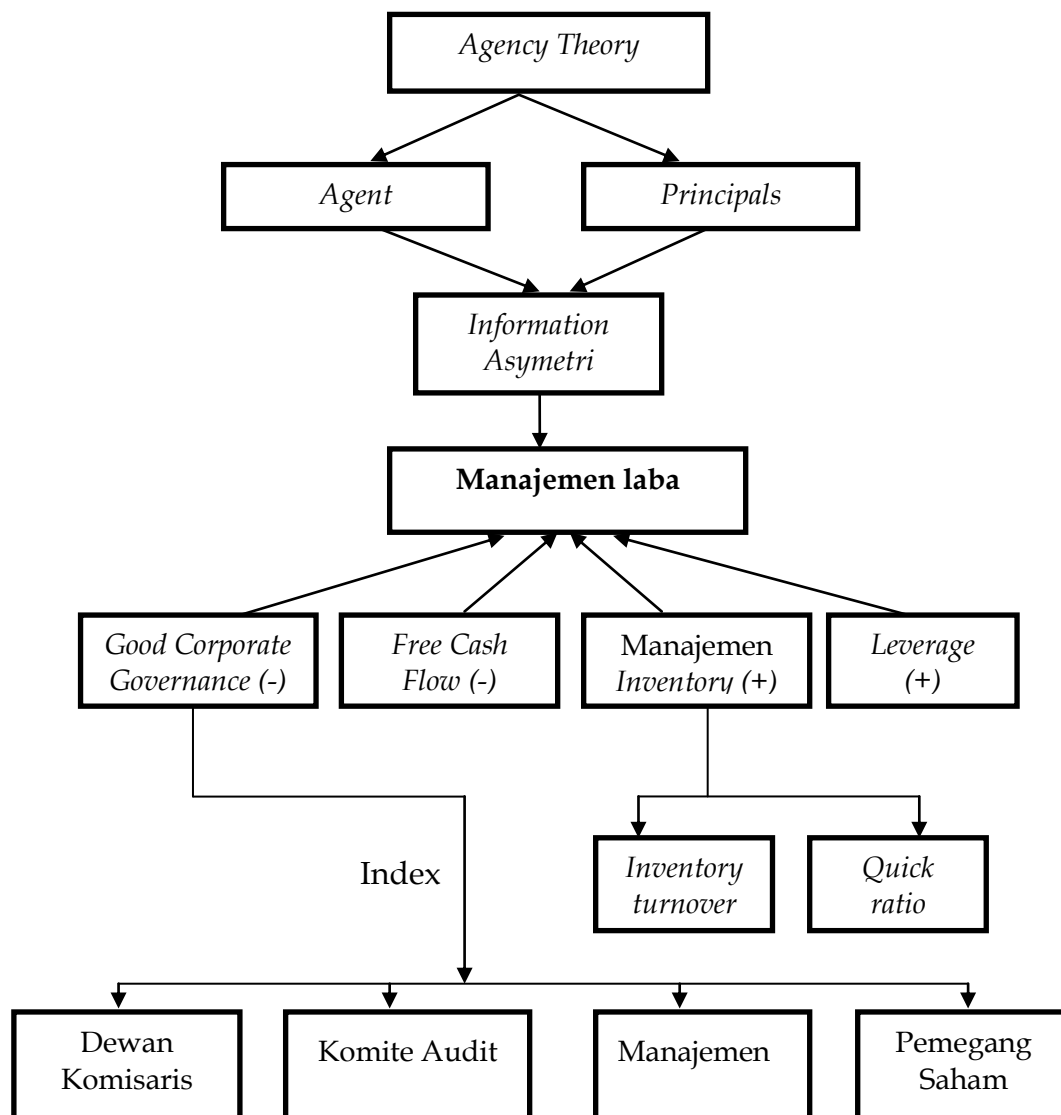 Agency Theory
Agent
Principals
Information
Asymetri
Manajemen laba
Good Corporate
Governance (-)
Free Cash
Flow (-)
Manajemen
Inventory (+)
Leverage
(+)
Index
Inventory
turnover
Quick
ratio
Dewan
Komisaris
Komite Audit
Manajemen
Pemegang
Saham